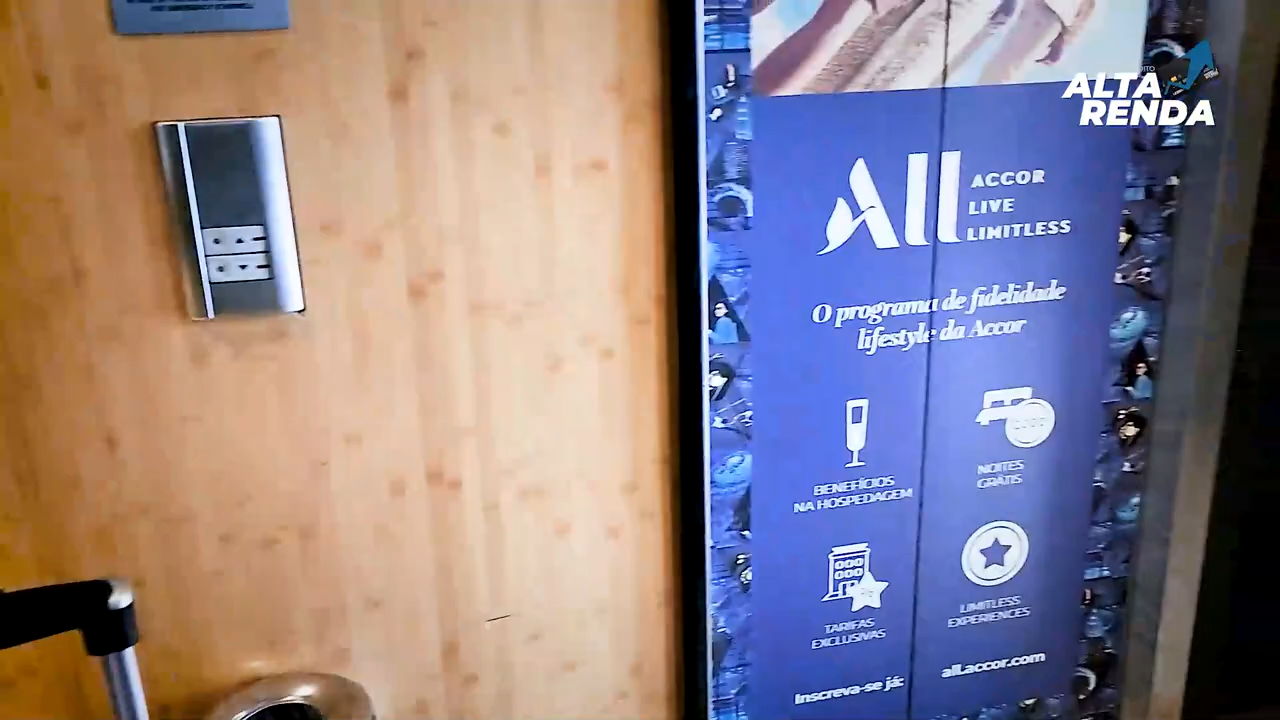 ALTA
RENDA
All
ACCOR
LIVE
LIMITLESS
O programa de fidelidade
lifestyle da Accor
BENEFÍCIOS
NA HOSPEDAGEM
NOITES
GRÁTIS
TARIFAS
EXCLUSIVAS
LIMITLESS
EXPERIENCES
Inscreva-se já:
all.accor.com